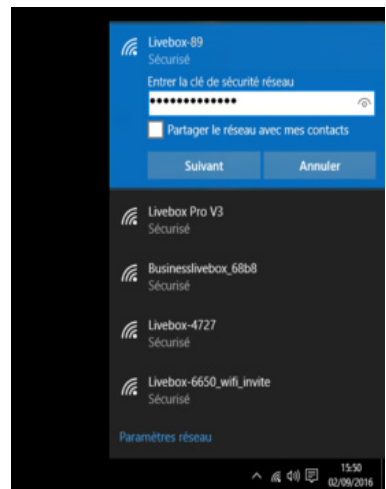 Livebox-89
Sécurisé
Entrer la clé de sécurité réseau
•••••••••••••
Partager le réseau avec mes contacts
Suivant Annuler
Livebox Pro V3
Sécurisé
Businesslivebox_68b8
Sécurisé
Livebox-4727
Sécurisé
Livebox-6650_wifi_invite
Sécurisé
Paramètres réseau
15:50
02/09/2016